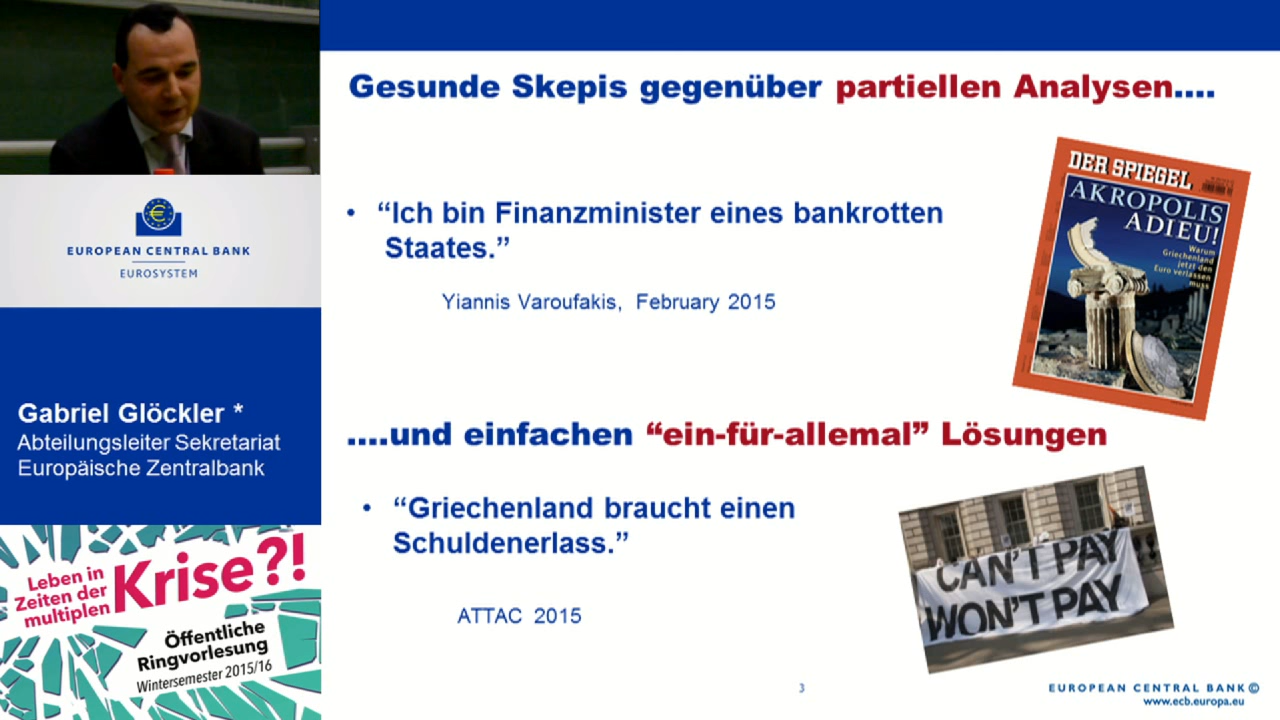 EUROPEAN CENTRAL BANK
EUROSYSTEM
Gabriel Glöckler *
Abteilungsleiter Sekretariat
Europäische Zentralbank
Leben in
Zeiten der
multiplen
Krise?!
Öffentliche
Ringvorlesung
Wintersemester 2015/16
Gesunde Skepis gegenüber partiellen Analysen....
• “Ich bin Finanzminister eines bankrotten
Staates.”
Yiannis Varoufakis, February 2015
DER SPIEGEL
AKROPOLIS
ADIEU!
Warum
Griechenland
jetzt den
Euro verlassen
muss
....und einfachen “ein-für-allemal” Lösungen
• “Griechenland braucht einen
Schuldenerlass.”
ATTAC 2015
CAN'T PAY
WON'T PAY
3
EUROPEAN CENTRAL BANK ©
www.ecb.europa.eu